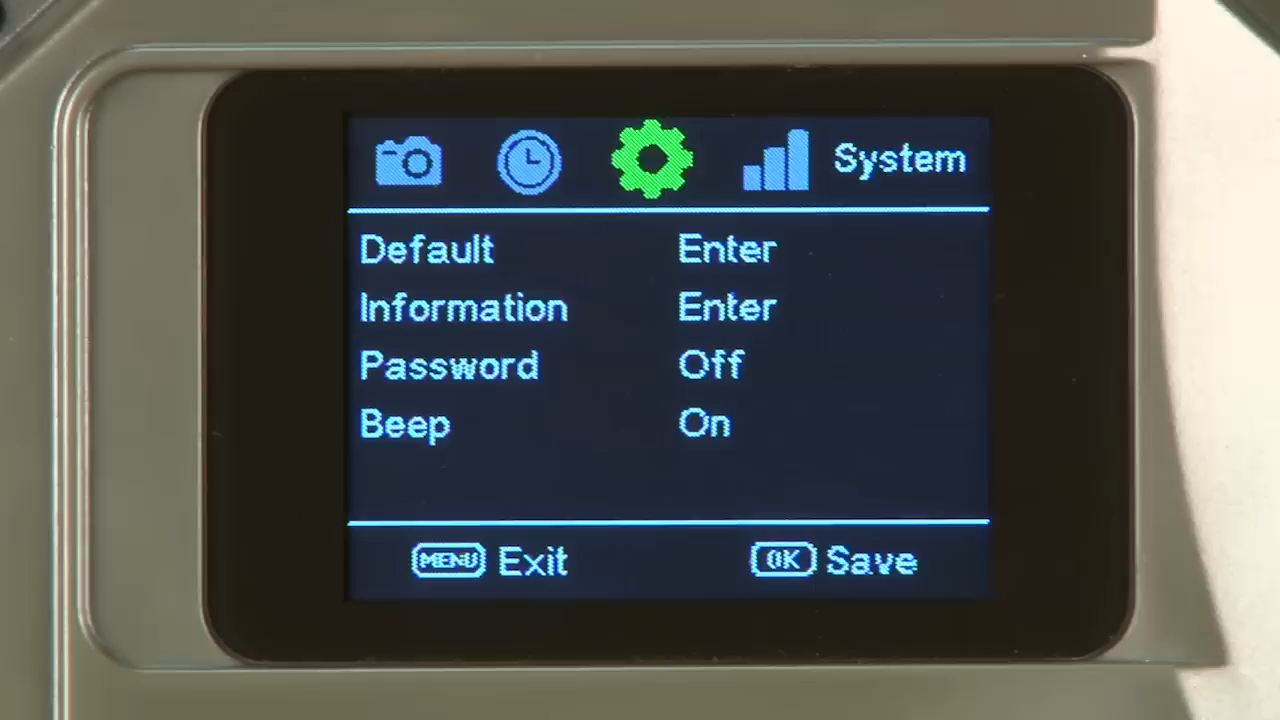 System
Default Enter
Information Enter
Password Off
Beep On
MENU Exit OK Save